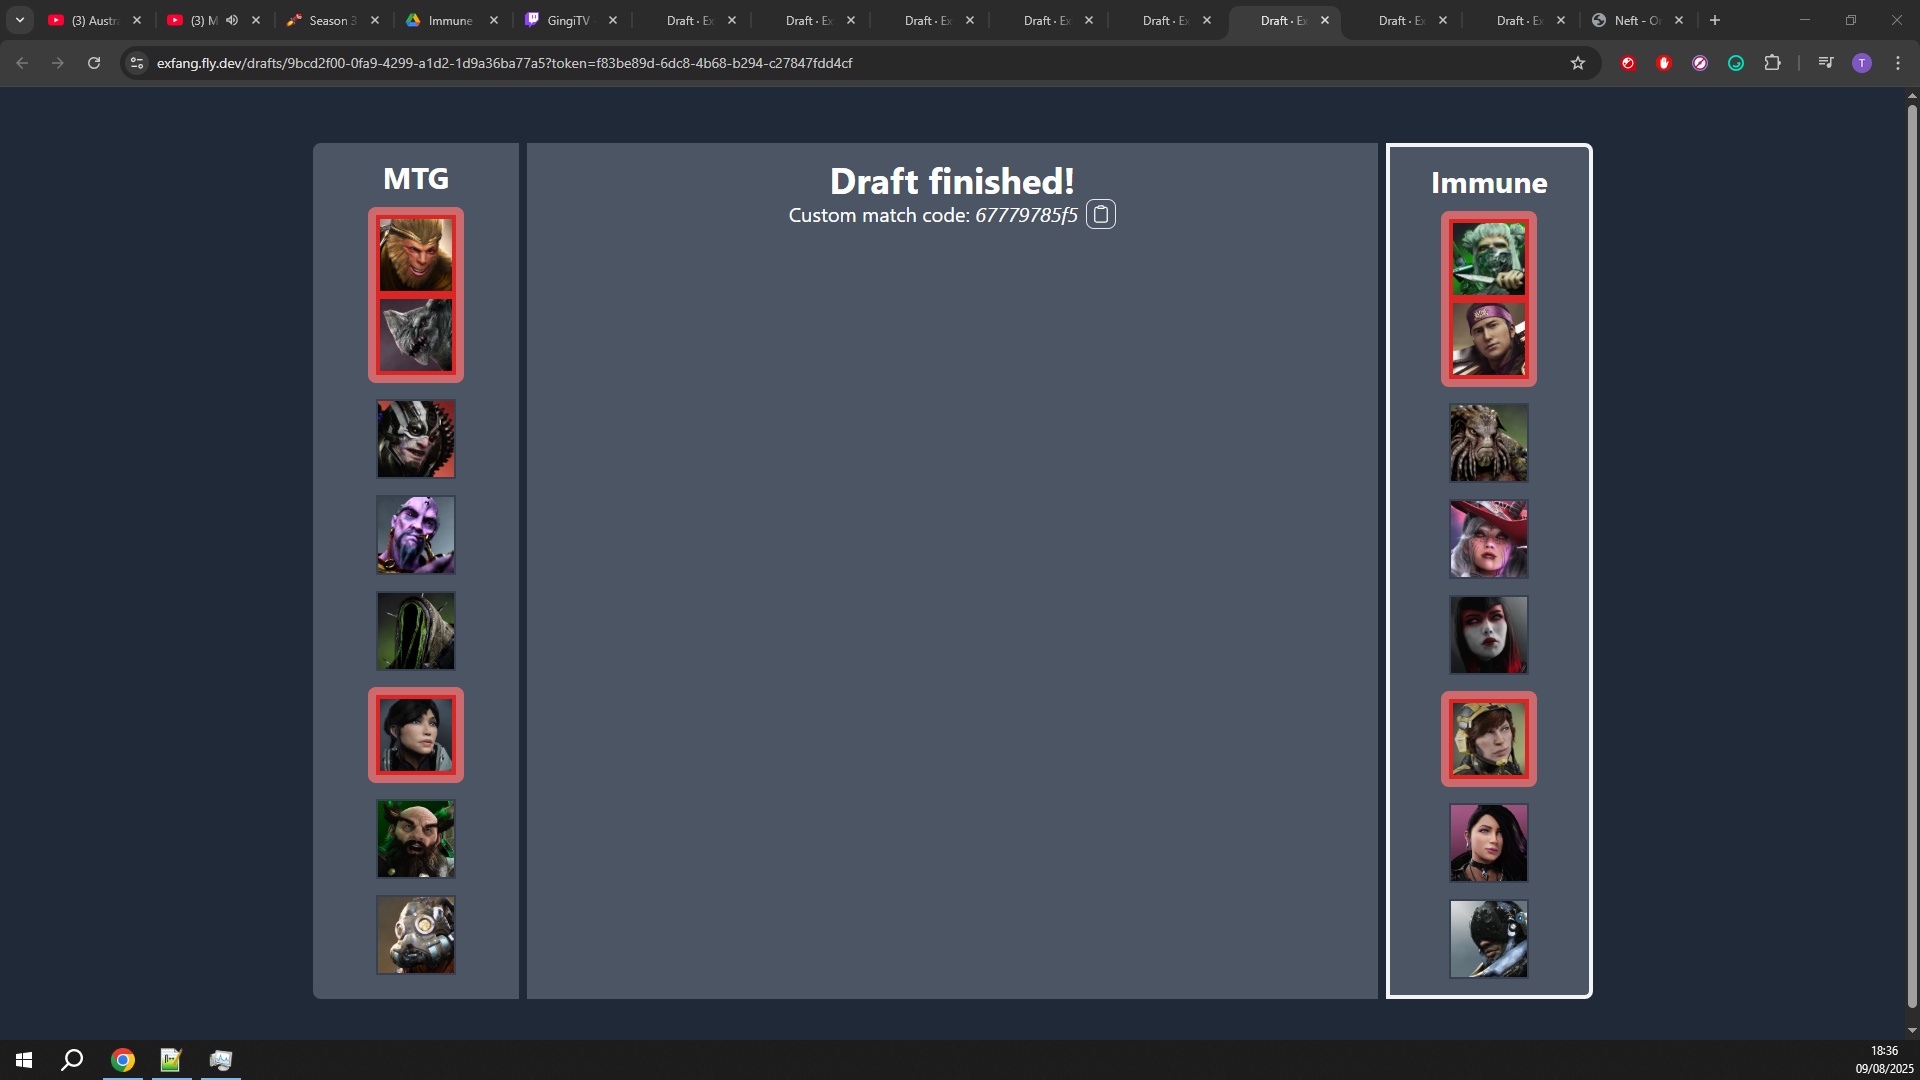 (3) Austra
(3) M
Season 3
Immune
GingiTV -
Draft · Ex
Draft · Ex
Draft · Ex
Draft · Ex
Draft · Ex
Draft · Ex
Draft · Ex
Draft · Ex
Neft - O
exfang.fly.dev/drafts/9bcd2f00-0fa9-4299-a1d2-1d9a36ba77a5?token=f83be89d-6dc8-4b68-b294-c27847fdd4cf
T
MTG
Draft finished!
Custom match code: 67779785f5
Immune
18:36
09/08/2025